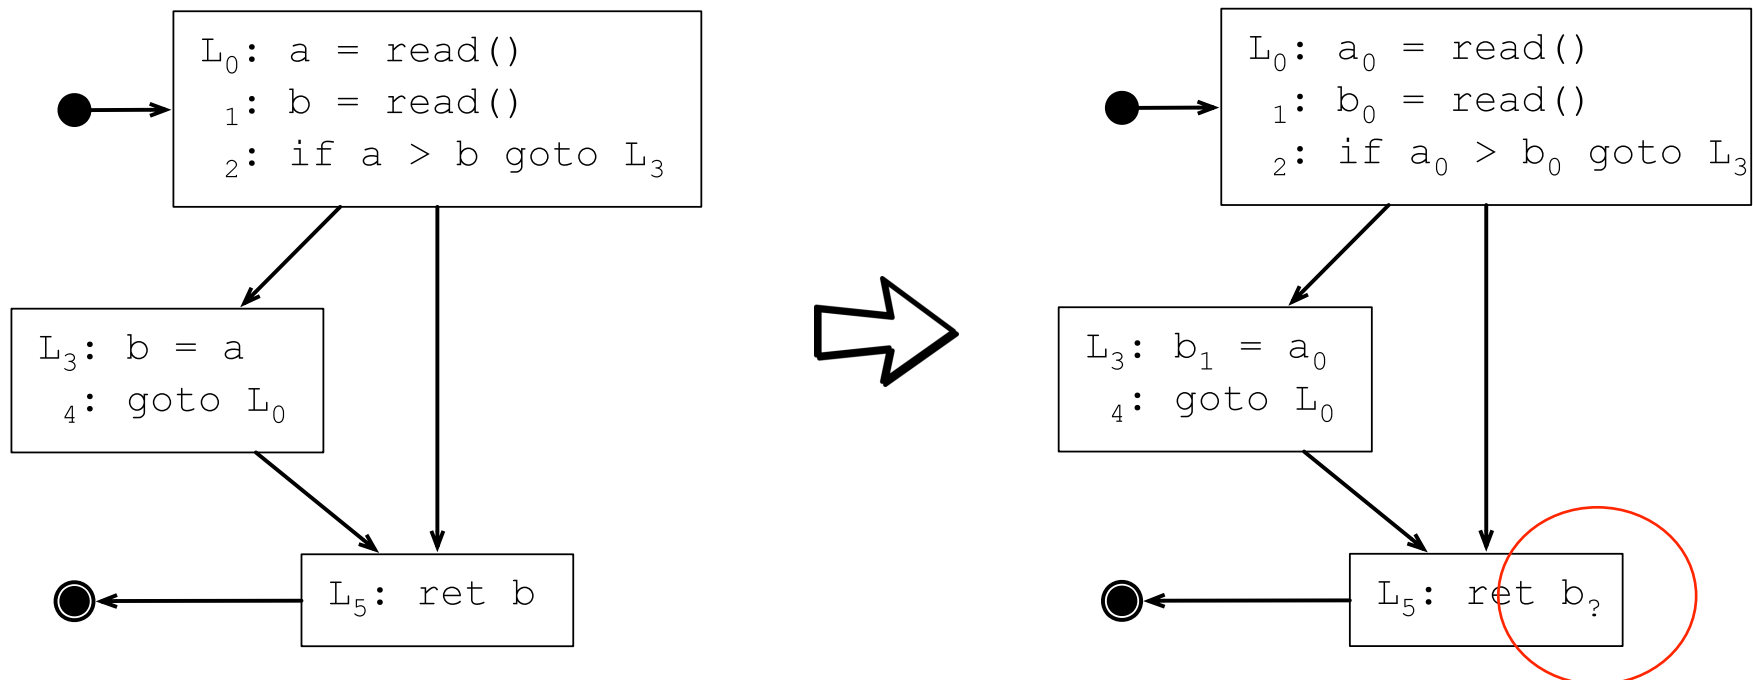 L0: a = read()
1: b = read()
2: if a > b goto L3
L3: b = a
4: goto L0
L5: ret b
L0: a0 = read()
1: b0 = read()
2: if a0 > b0 goto L3
L3: b1 = a0
4: goto L0
L5: ret b?